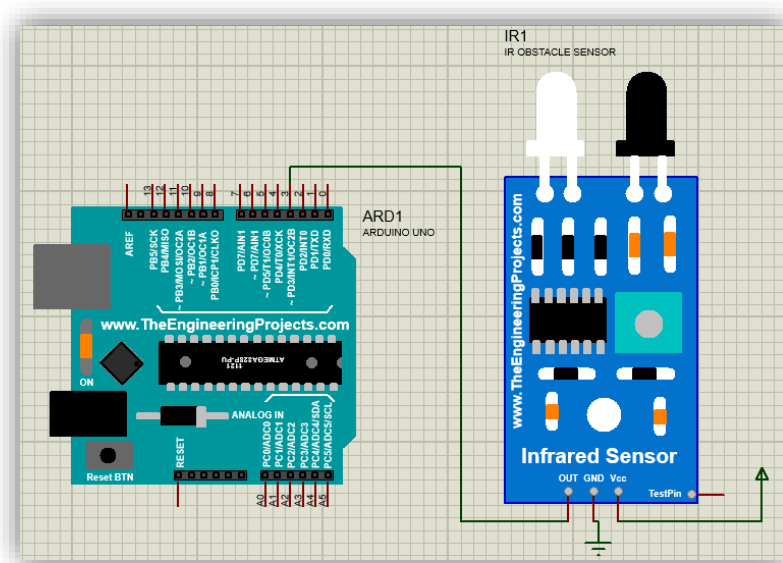 IR1
IR OBSTACLE SENSOR
ARD1
ARDUINO UNO
13
12
11
10
9
8
7
6
5
4
3
2
1
0
AREF
PB5/SCK
PB4/MISO
~ PB3/MOSI/OC2A
~ PB2/OC1B
~ PB1/OC1A
PB0/ICP1/CLKO
PD7/AIN1
~ PD7/AIN1
~ PD5/T1/OC0B
PD4/T0/XCK
~ PD3/INT1/OC2B
PD2/INT0
PD1/TXD
PD0/RXD
www.TheEngineeringProjects.com
1121
ATMEGA328P-PU
ON
ANALOG IN
Reset BTN
RESET
PC0/ADC0
PC1/ADC1
PC2/ADC2
PC3/ADC3
PC4/ADC4/SDA
PC5/ADC5/SCL
A0
A1
A2
A3
A4
A5
www.TheEngineeringProjects.com
Infrared Sensor
OUT GND Vcc
TestPin